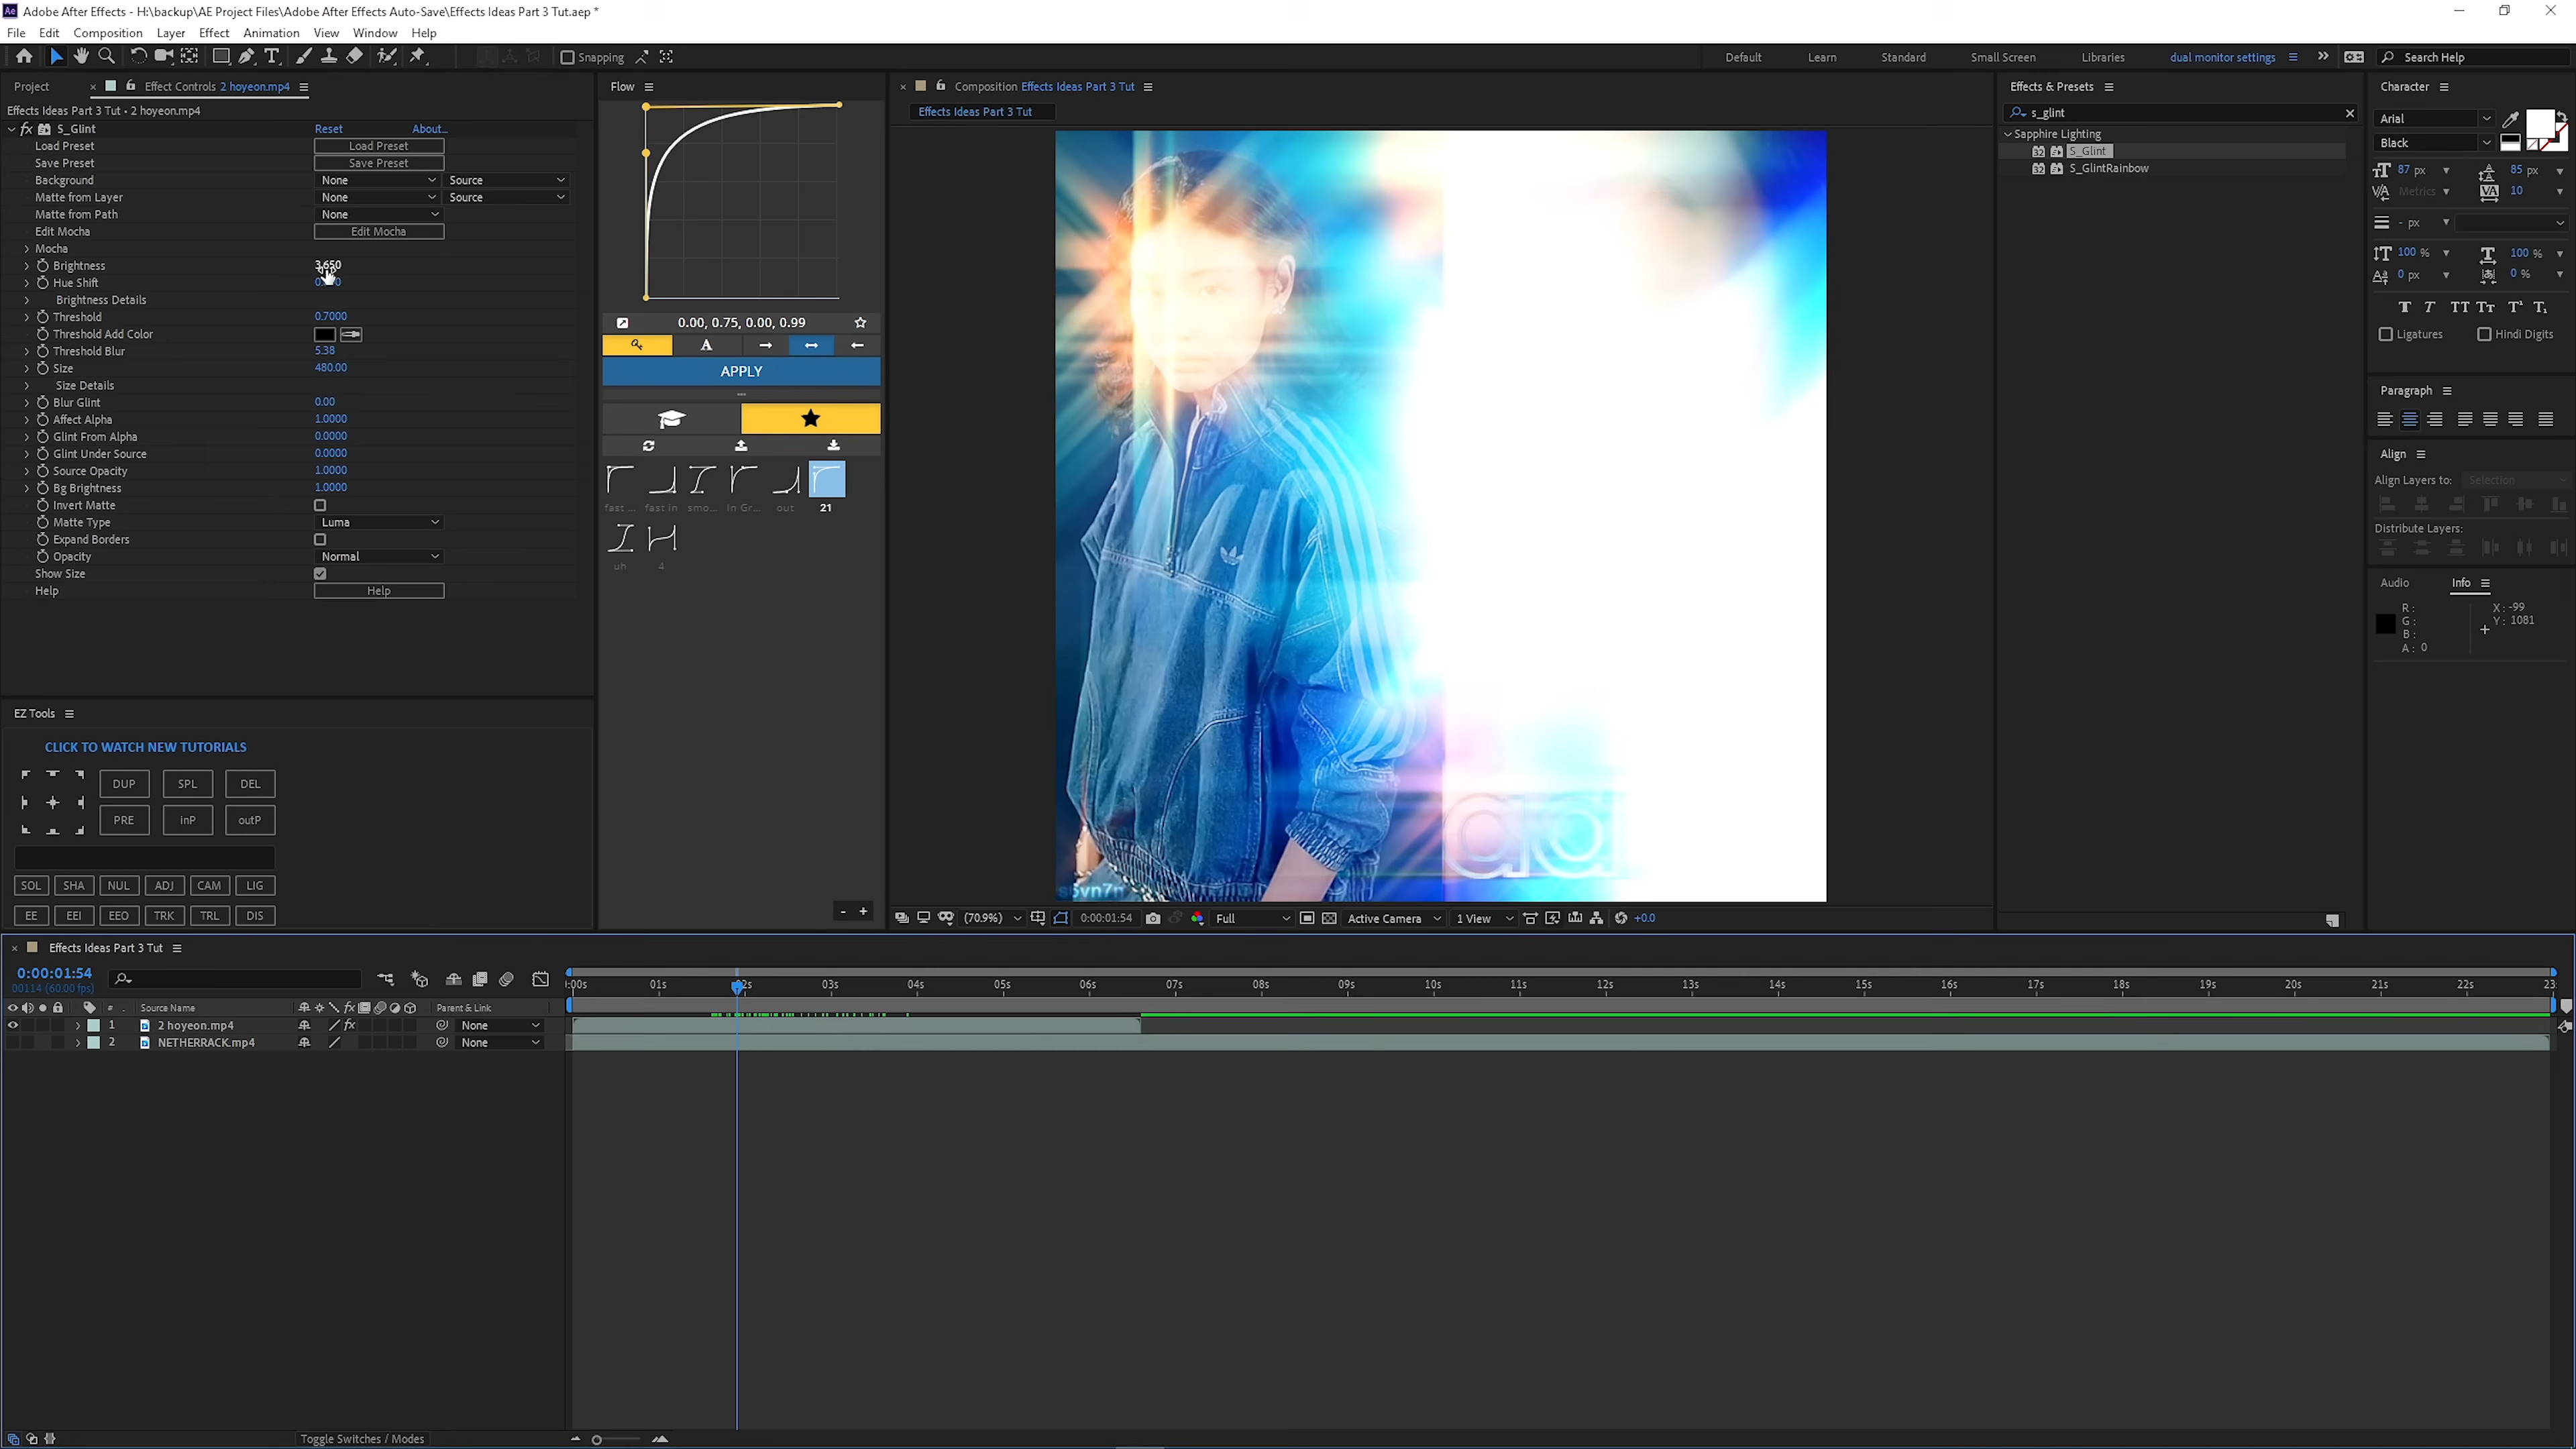 Adobe After Effects - H:\backup\AE Project Files\Adobe After Effects Auto-Save\Effects Ideas Part 3 Tut.aep *
File Edit Composition Layer Effect Animation View Window Help
Snapping
Default Learn Standard Small Screen Libraries dual monitor settings Search Help
Project Effect Controls 2 hoyeon.mp4
Effects Ideas Part 3 Tut • 2 hoyeon.mp4
fx S_Glint Reset About...
Load Preset Load Preset
Save Preset Save Preset
Background None Source
Matte from Layer None Source
Matte from Path None
Edit Mocha Edit Mocha
Mocha
Brightness 3.650
Hue Shift
Brightness Details
Threshold 0.7000
Threshold Add Color
Threshold Blur 5.38
Size 480.00
Size Details
Blur Glint 0.00
Affect Alpha 1.0000
Glint From Alpha 0.0000
Glint Under Source 0.0000
Source Opacity 1.0000
Bg Brightness 1.0000
Invert Matte
Matte Type Luma
Expand Borders
Opacity Normal
Show Size
Help Help
EZ Tools
CLICK TO WATCH NEW TUTORIALS
DUP SPL DEL
PRE inP outP
SOL SHA NUL ADJ CAM LIG
EE EEI EEO TRK TRL DIS
Flow
0.00, 0.75, 0.00, 0.99
A
APPLY
fast ... fast in smo... In Gr... out 21
uh 4
- +
Composition Effects Ideas Part 3 Tut
Effects Ideas Part 3 Tut
(70.9%) 0:00:01:54 Full Active Camera 1 View +0.0
Effects & Presets
s_glint
Sapphire Lighting
S_Glint
S_GlintRainbow
Character
Arial
Black
87 px 85 px
Metrics 10
- px
100 % 100 %
0 px 0 %
T T TT Tt T¹ T₁
Ligatures Hindi Digits
Paragraph
Align
Align Layers to: Selection
Distribute Layers:
Audio Info
R : X : -99
G : Y : 1081
B :
A : 0
Effects Ideas Part 3 Tut
0:00:01:54
00114 (60.00 fps)
# Source Name Parent & Link
1 2 hoyeon.mp4 None
2 NETHERRACK.mp4 None
:00s 01s 02s 03s 04s 05s 06s 07s 08s 09s 10s 11s 12s 13s 14s 15s 16s 17s 18s 19s 20s 21s 22s 23
Toggle Switches / Modes